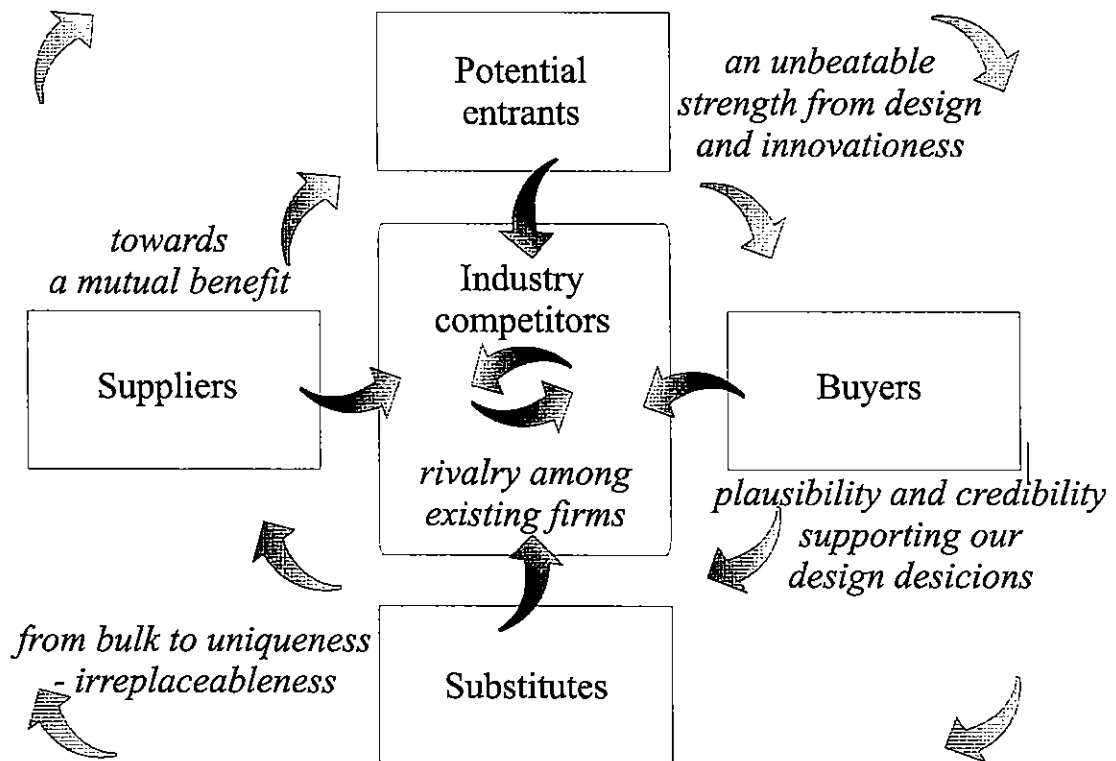 Potential
entrants
an unbeatable
strength from design
and innovationess
towards
a mutual benefit
Industry
competitors
Suppliers
Buyers
rivalry among
existing firms
plausibility and credibility
supporting our
design desicions
from bulk to uniqueness
- irreplaceableness
Substitutes